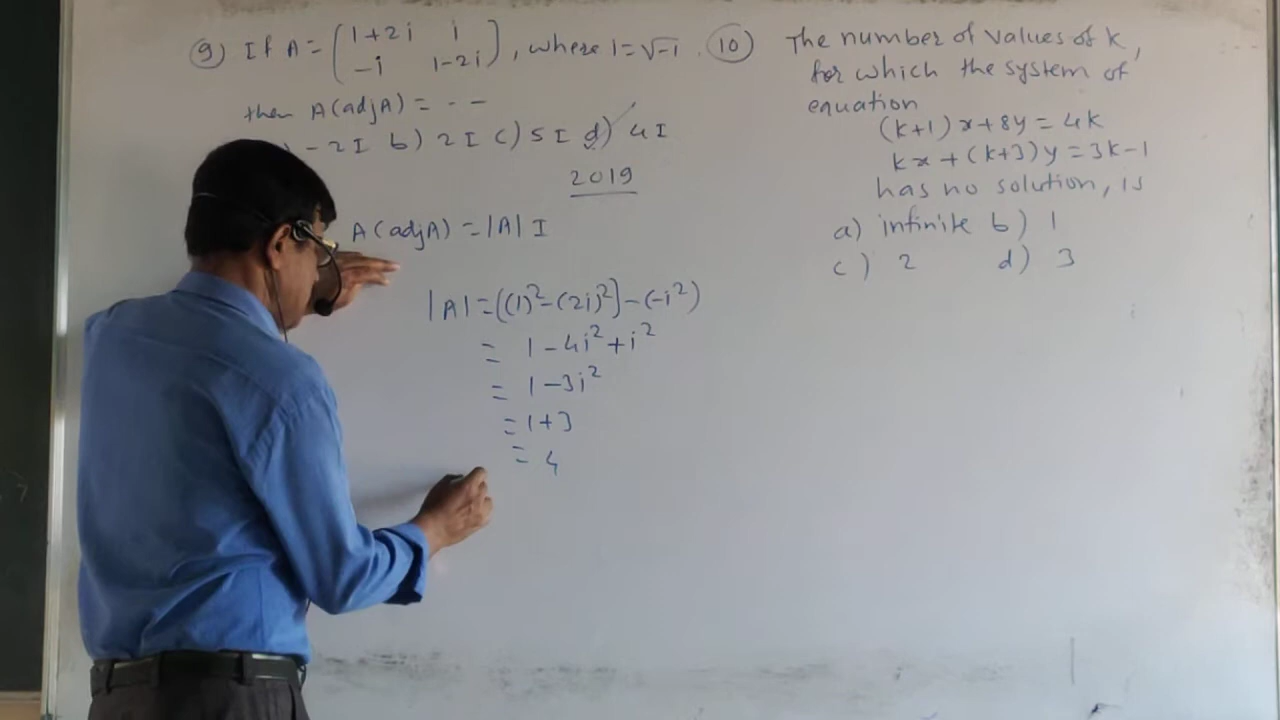 9) If A = (1+2i i
-i 1-2i), where i = √-1
then A(adjA) = - - -
- 2I b) 2I c) 5I d) 4I
2019
A(adjA) = |A| I
|A| = [(1)² - (2i)²] - (-i²)
= 1 - 4i² + i²
= 1 - 3i²
= 1 + 3
= 4
10) The number of values of k,
for which the system of
equation
(k+1)x + 8y = 4k
kx + (k+3)y = 3k-1
has no solution, is
a) infinite b) 1
c) 2 d) 3